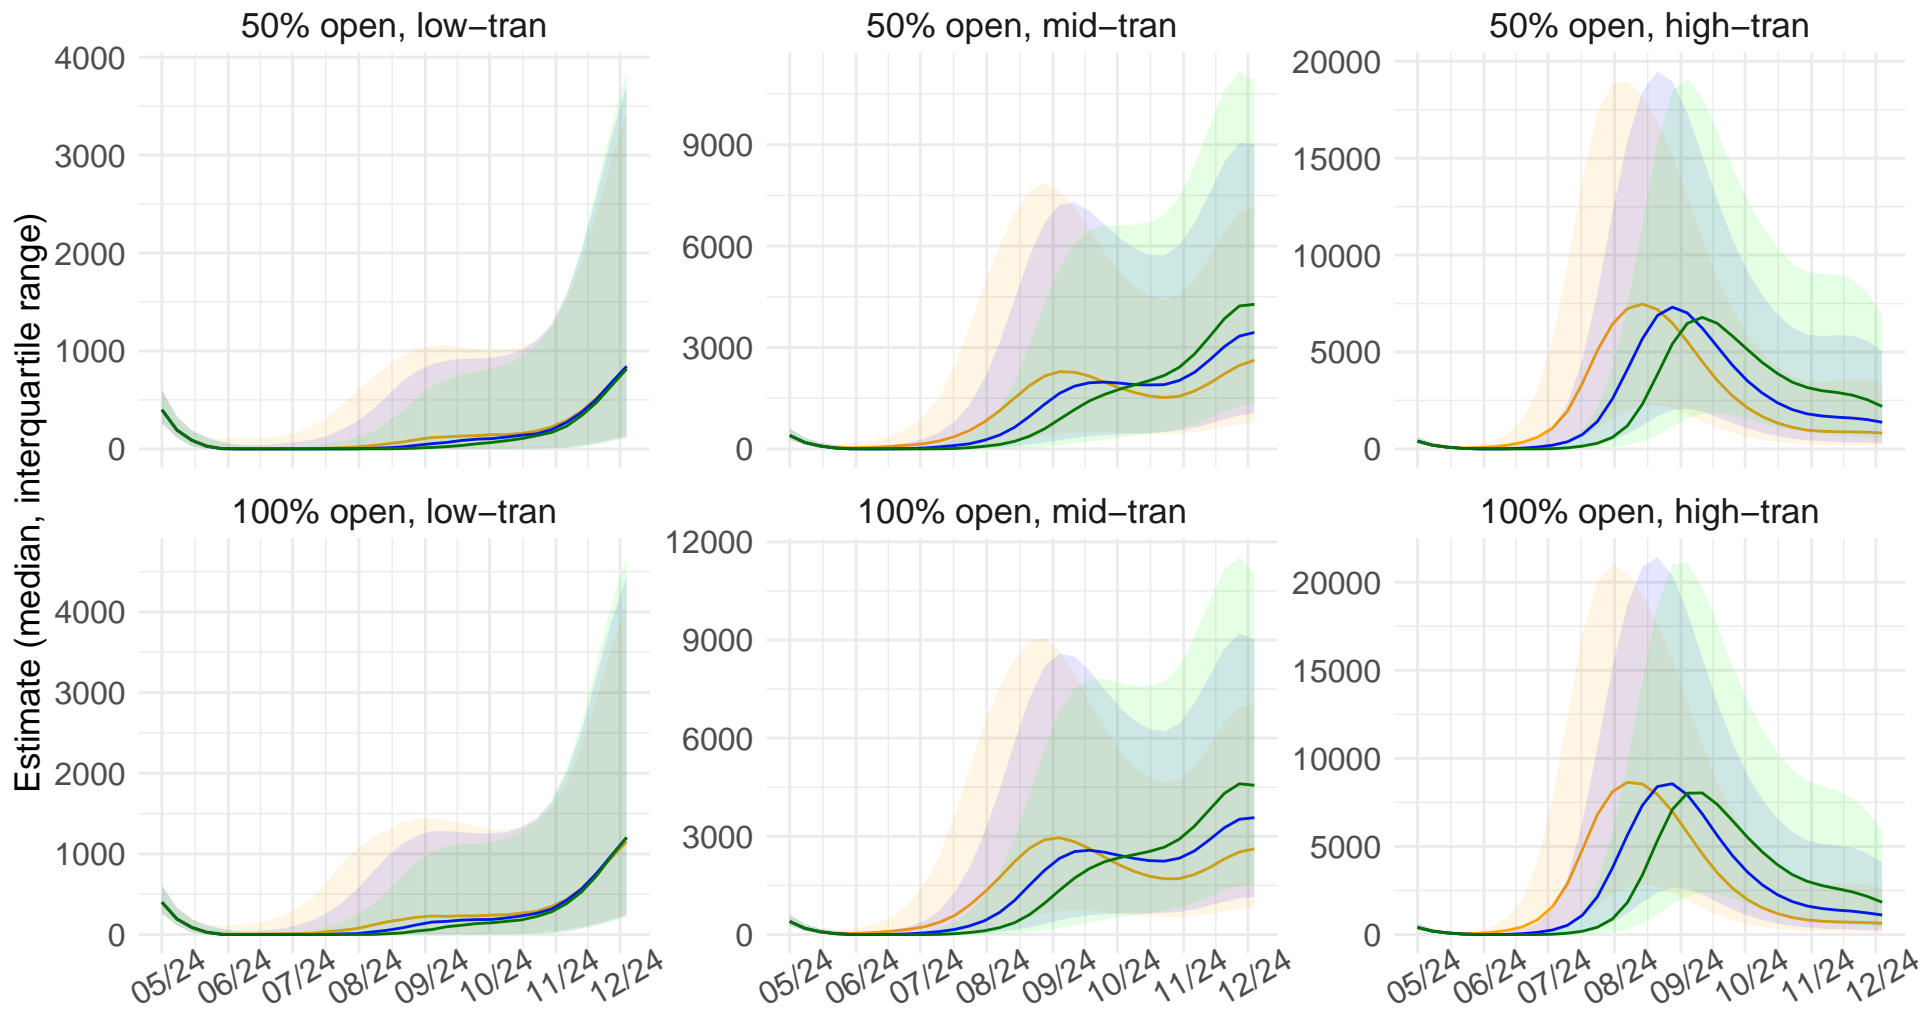 Estimate (median, interquartile range)
50% open, low−tran
4000
3000
2000
1000
0
50% open, mid−tran
9000
6000
3000
0
50% open, high−tran
20000
15000
10000
5000
0
100% open, low−tran
4000
3000
2000
1000
0
05/24 06/24 07/24 08/24 09/24 10/24 11/24 12/24
100% open, mid−tran
12000
9000
6000
3000
0
05/24 06/24 07/24 08/24 09/24 10/24 11/24 12/24
100% open, high−tran
20000
15000
10000
5000
0
05/24 06/24 07/24 08/24 09/24 10/24 11/24 12/24